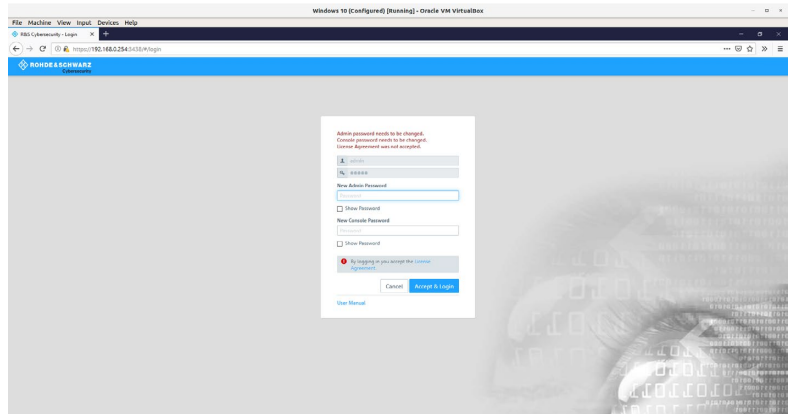 Windows 10 (Configured) [Running] - Oracle VM VirtualBox
File Machine View Input Devices Help
R&S Cybersecurity - Login
https://192.168.0.254:3438/#/login
ROHDE&SCHWARZ
Cybersecurity
Admin password needs to be changed.
Console password needs to be changed.
License Agreement was not accepted.
admin
New Admin Password
Password
Show Password
New Console Password
Password
Show Password
By logging in you accept the License
Agreement.
Cancel Accept & Login
User Manual